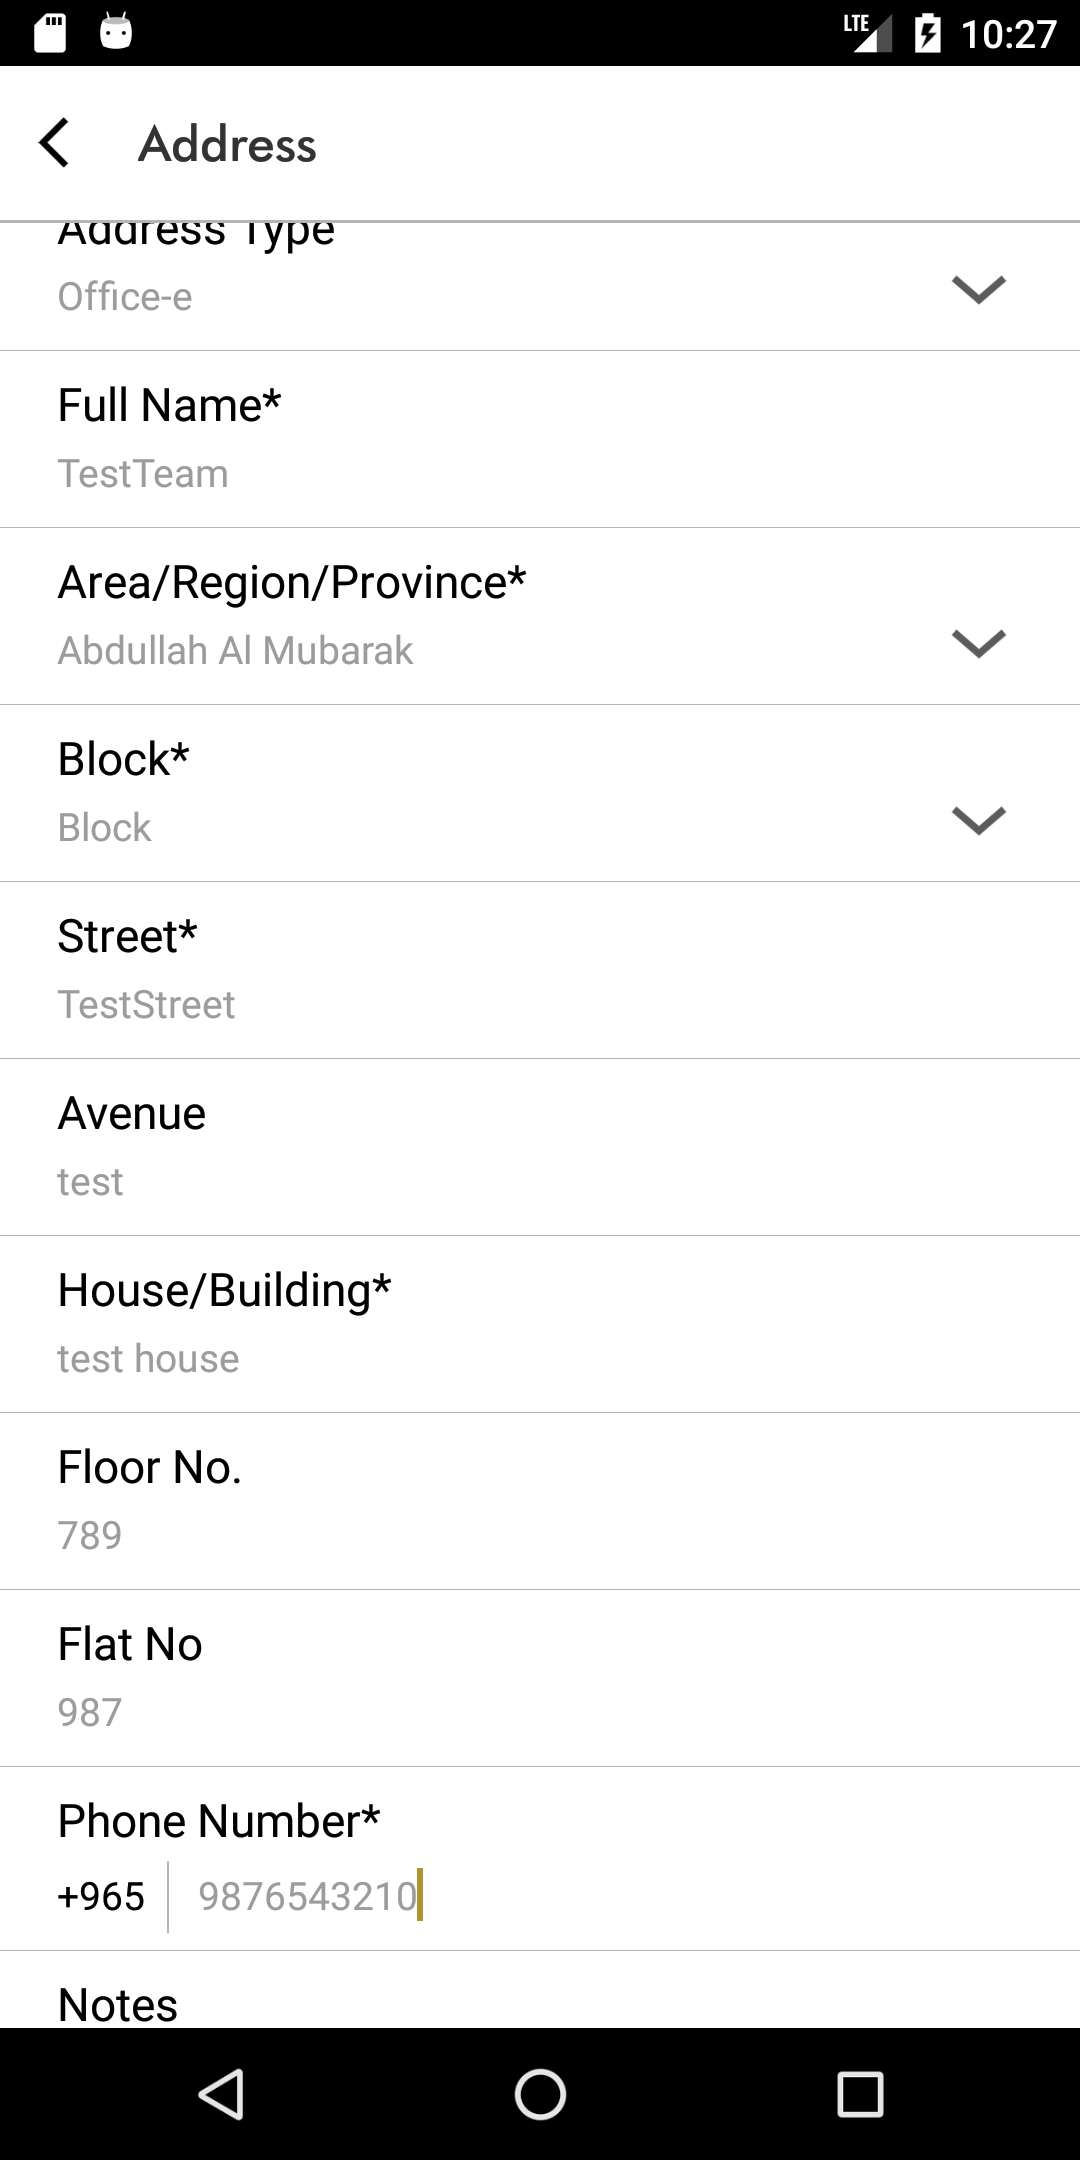 LTE 10:27
Address
Address Type
Office-e
Full Name*
TestTeam
Area/Region/Province*
Abdullah Al Mubarak
Block*
Block
Street*
TestStreet
Avenue
test
House/Building*
test house
Floor No.
789
Flat No
987
Phone Number*
+965 9876543210
Notes